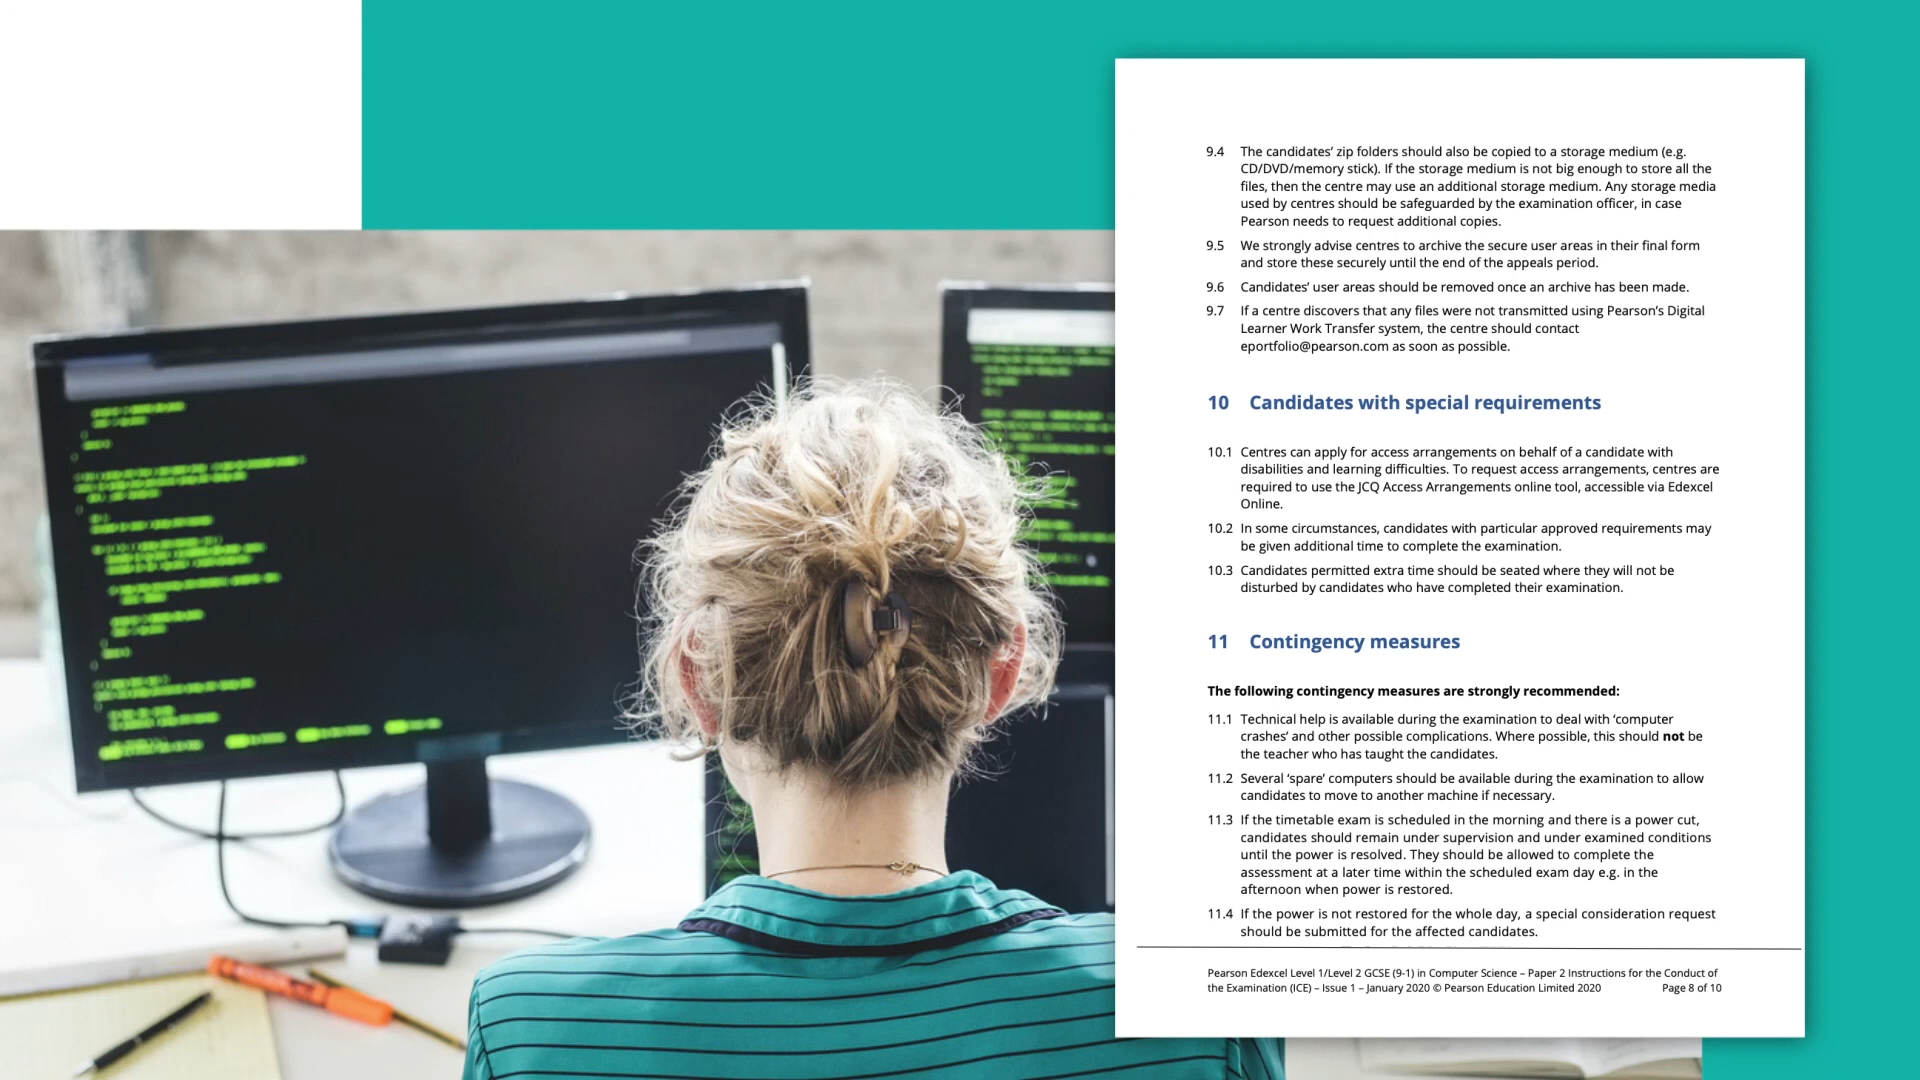 9.4 The candidates’ zip folders should also be copied to a storage medium (e.g.
CD/DVD/memory stick). If the storage medium is not big enough to store all the
files, then the centre may use an additional storage medium. Any storage media
used by centres should be safeguarded by the examination officer, in case
Pearson needs to request additional copies.
9.5 We strongly advise centres to archive the secure user areas in their final form
and store these securely until the end of the appeals period.
9.6 Candidates’ user areas should be removed once an archive has been made.
9.7 If a centre discovers that any files were not transmitted using Pearson’s Digital
Learner Work Transfer system, the centre should contact
eportfolio@pearson.com as soon as possible.
10 Candidates with special requirements
10.1 Centres can apply for access arrangements on behalf of a candidate with
disabilities and learning difficulties. To request access arrangements, centres are
required to use the JCQ Access Arrangements online tool, accessible via Edexcel
Online.
10.2 In some circumstances, candidates with particular approved requirements may
be given additional time to complete the examination.
10.3 Candidates permitted extra time should be seated where they will not be
disturbed by candidates who have completed their examination.
11 Contingency measures
The following contingency measures are strongly recommended:
11.1 Technical help is available during the examination to deal with ‘computer
crashes’ and other possible complications. Where possible, this should not be
the teacher who has taught the candidates.
11.2 Several ‘spare’ computers should be available during the examination to allow
candidates to move to another machine if necessary.
11.3 If the timetable exam is scheduled in the morning and there is a power cut,
candidates should remain under supervision and under examined conditions
until the power is resolved. They should be allowed to complete the
assessment at a later time within the scheduled exam day e.g. in the
afternoon when power is restored.
11.4 If the power is not restored for the whole day, a special consideration request
should be submitted for the affected candidates.
Pearson Edexcel Level 1/Level 2 GCSE (9-1) in Computer Science – Paper 2 Instructions for the Conduct of
the Examination (ICE) – Issue 1 – January 2020 © Pearson Education Limited 2020 Page 8 of 10